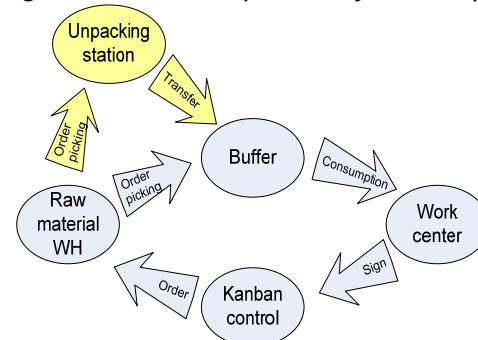 Unpacking
station
Transfer
Order
picking
Buffer
Order
picking
Consumption
Raw
material
WH
Work
center
Sign
Order
Kanban
control